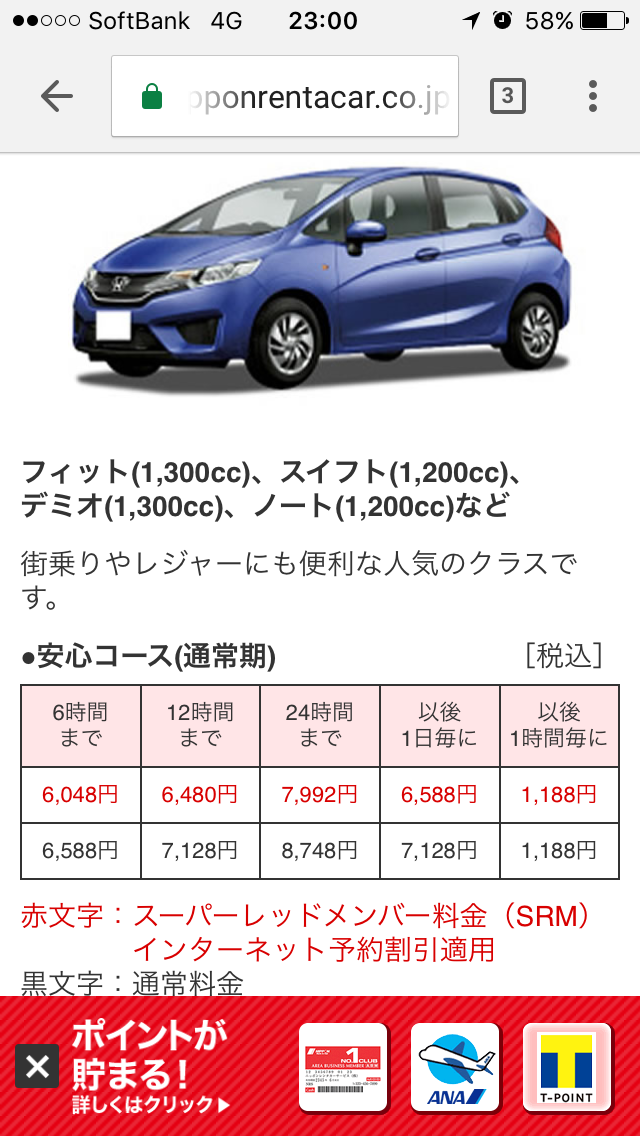 SoftBank 4G 23:00 58%
pponrentacar.co.jp
3
フィット(1,300cc)、スイフト(1,200cc)、
デミオ(1,300cc)、ノート(1,200cc)など
街乗りやレジャーにも便利な人気のクラスで
す。
●安心コース(通常期) ［税込］
6時間まで 12時間まで 24時間まで 以後1日毎に 以後1時間毎に
6,048円 6,480円 7,992円 6,588円 1,188円
6,588円 7,128円 8,748円 7,128円 1,188円
赤文字：スーパーレッドメンバー料金（SRM）
インターネット予約割引適用
黒文字：通常料金
ポイントが
貯まる！
詳しくはクリック▶
NO.1 CLUB
ANA
T-POINT